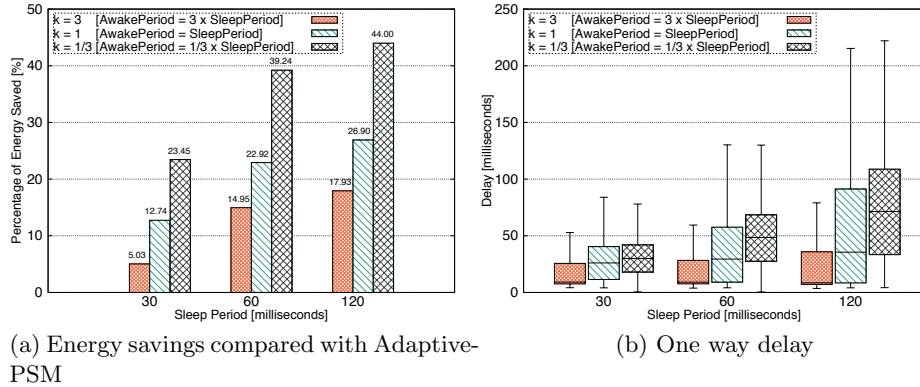 50
40
30
20
10
0
Percentage of Energy Saved [%]
k = 3 [AwakePeriod = 3 x SleepPeriod]
k = 1 [AwakePeriod = SleepPeriod]
k = 1/3 [AwakePeriod = 1/3 x SleepPeriod]
5.03
12.74
23.45
14.95
22.92
39.24
17.93
26.90
44.00
30
60
120
Sleep Period [milliseconds]
(a) Energy savings compared with Adaptive-
PSM
250
200
150
100
50
0
Delay [milliseconds]
k = 3 [AwakePeriod = 3 x SleepPeriod]
k = 1 [AwakePeriod = SleepPeriod]
k = 1/3 [AwakePeriod = 1/3 x SleepPeriod]
30
60
120
Sleep Period [milliseconds]
(b) One way delay